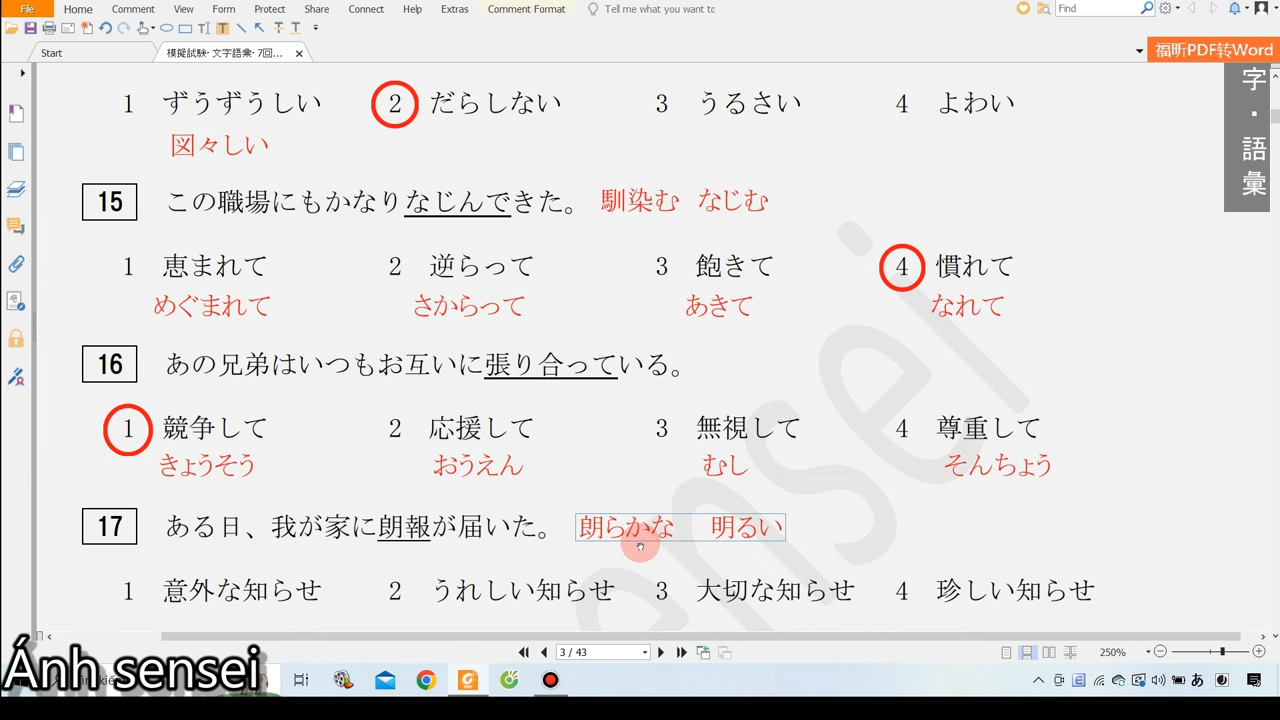 File Home Comment View Form Protect Share Connect Help Extras Comment Format Tell me what you want to Find
Start 模擬試験・文字語彙・7回... 福昕PDF转Word
字・語彙
1 ずうずうしい 2 だらしない 3 うるさい 4 よわい
図々しい
15 この職場にもかなりなじんできた。 馴染む なじむ
1 恵まれて 2 逆らって 3 飽きて 4 慣れて
めぐまれて さからって あきて なれて
16 あの兄弟はいつもお互いに張り合っている。
1 競争して 2 応援して 3 無視して 4 尊重して
きょうそう おうえん むし そんちょう
17 ある日、我が家に朗報が届いた。 朗らかな 明るい
1 意外な知らせ 2 うれしい知らせ 3 大切な知らせ 4 珍しい知らせ
sensei
3 / 43 250%
Ánh sensei
あ